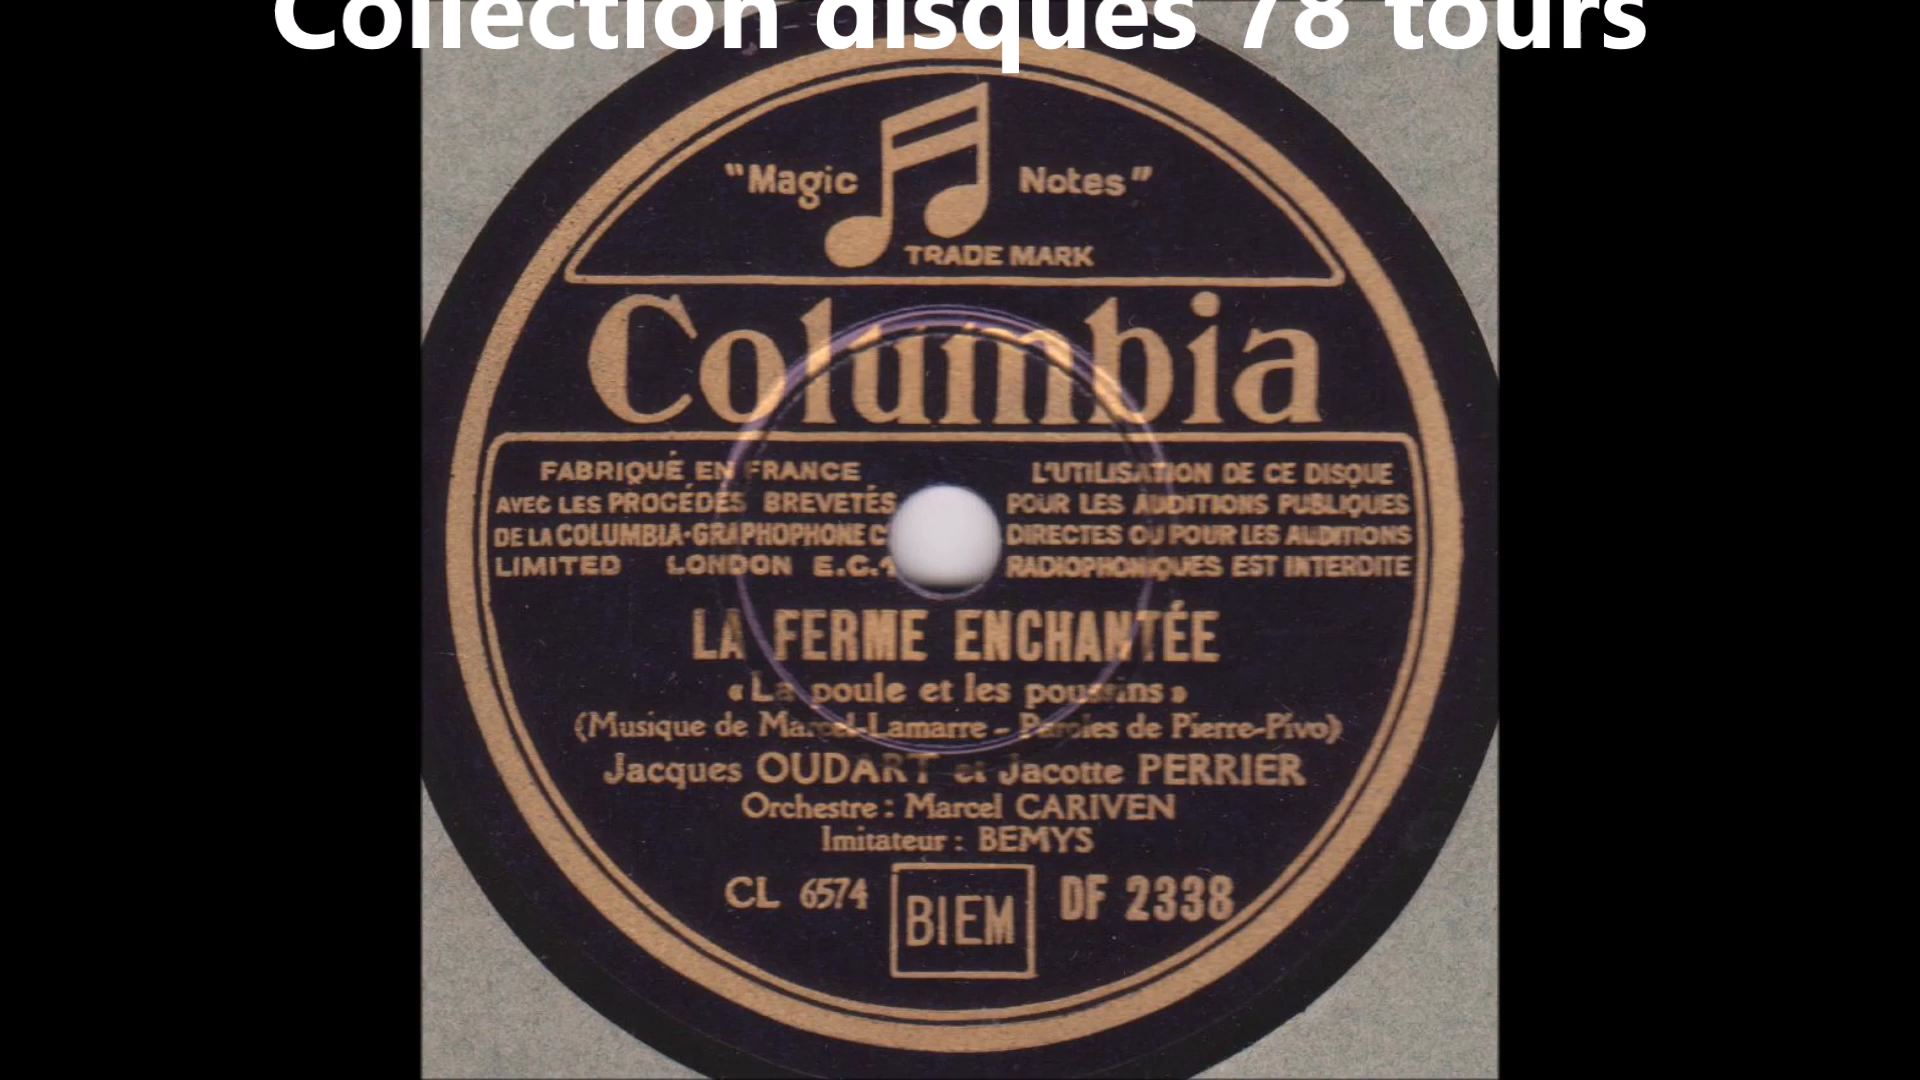 Collection disques 78 tours
"Magic Notes"
TRADE MARK
Columbia
FABRIQUÉ EN FRANCE
AVEC LES PROCÉDÉS BREVETÉS
DE LA COLUMBIA-GRAPHOPHONE C
LIMITED LONDON E.C.1
L'UTILISATION DE CE DISQUE
POUR LES AUDITIONS PUBLIQUES
DIRECTES OU POUR LES AUDITIONS
RADIOPHONIQUES EST INTERDITE
LA FERME ENCHANTÉE
«La poule et les poussins»
(Musique de Marcel-Lamarre - Paroles de Pierre-Pivo)
Jacques OUDART et Jacotte PERRIER
Orchestre : Marcel CARIVEN
Imitateur : BEMYS
CL 6574
BIEM
DF 2338